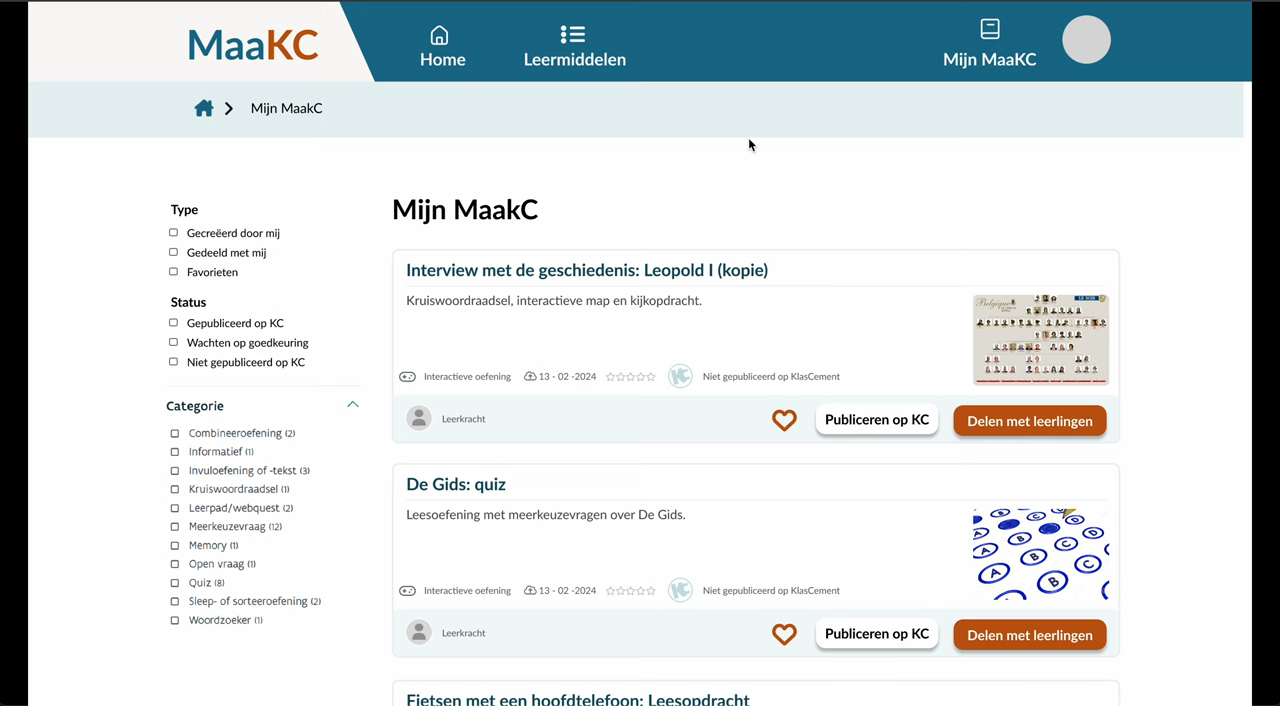 MaaKC
Home
Leermiddelen
Mijn MaaKC
Mijn MaakC
Type
Gecreëerd door mij
Gedeeld met mij
Favorieten
Status
Gepubliceerd op KC
Wachten op goedkeuring
Niet gepubliceerd op KC
Categorie
Combineeroefening (2)
Informatief (1)
Invuloefening of -tekst (3)
Kruiswoordraadsel (1)
Leerpad/webquest (2)
Meerkeuzevraag (12)
Memory (1)
Open vraag (1)
Quiz (8)
Sleep- of sorteeroefening (2)
Woordzoeker (1)
Mijn MaakC
Interview met de geschiedenis: Leopold I (kopie)
Kruiswoordraadsel, interactieve map en kijkopdracht.
Belgique
LE SOIR
Interactieve oefening 13 - 02 -2024 KC Niet gepubliceerd op KlasCement
Leerkracht Publiceren op KC Delen met leerlingen
De Gids: quiz
Leesoefening met meerkeuzevragen over De Gids.
Interactieve oefening 13 - 02 -2024 KC Niet gepubliceerd op KlasCement
Leerkracht Publiceren op KC Delen met leerlingen
Fietsen met een hoofdtelefoon: Leesopdracht